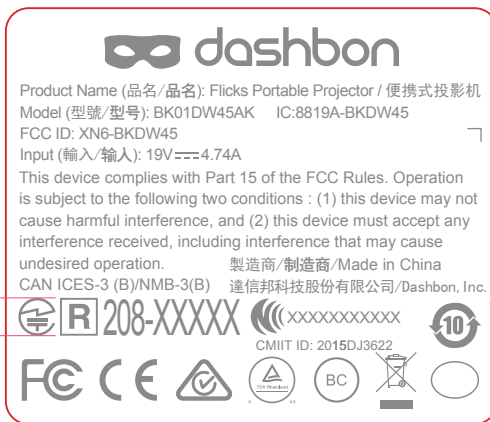 dashbon
Product Name (品名/品名): Flicks Portable Projector / 便携式投影机
Model (型號/型号): BK01DW45AK IC:8819A-BKDW45
FCC ID: XN6-BKDW45
Input (輸入/输入): 19V⎓4.74A
This device complies with Part 15 of the FCC Rules. Operation
is subject to the following two conditions : (1) this device may not
cause harmful interference, and (2) this device must accept any
interference received, including interference that may cause
undesired operation. 製造商/制造商/Made in China
CAN ICES-3 (B)/NMB-3(B) 達信邦科技股份有限公司/Dashbon, Inc.
R 208-XXXXX XXXXXXXXXXX 10
CMIIT ID: 2015DJ3622
FC CE TÜV Rheinland BC